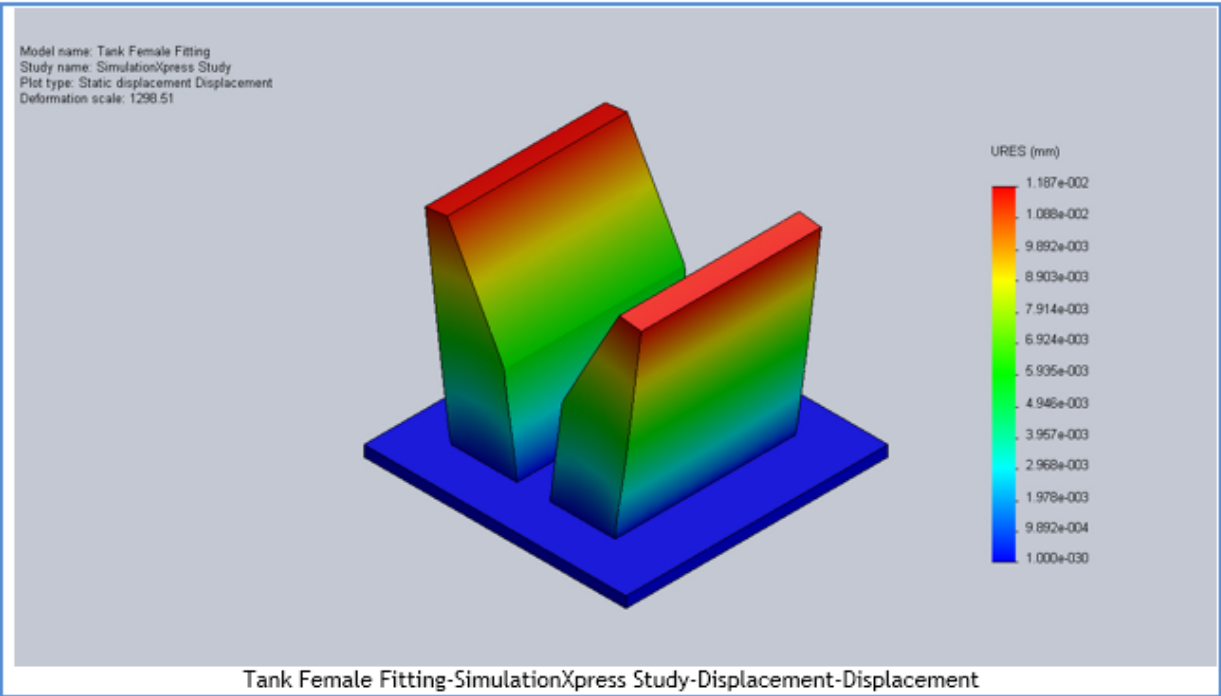 Model name: Tank Female Fitting
Study name: SimulationXpress Study
Plot type: Static displacement Displacement
Deformation scale: 1298.51
URES (mm)
1.187e-002
1.088e-002
9.892e-003
8.903e-003
7.914e-003
6.924e-003
5.935e-003
4.946e-003
3.957e-003
2.968e-003
1.978e-003
9.892e-004
1.000e-030
Tank Female Fitting-SimulationXpress Study-Displacement-Displacement